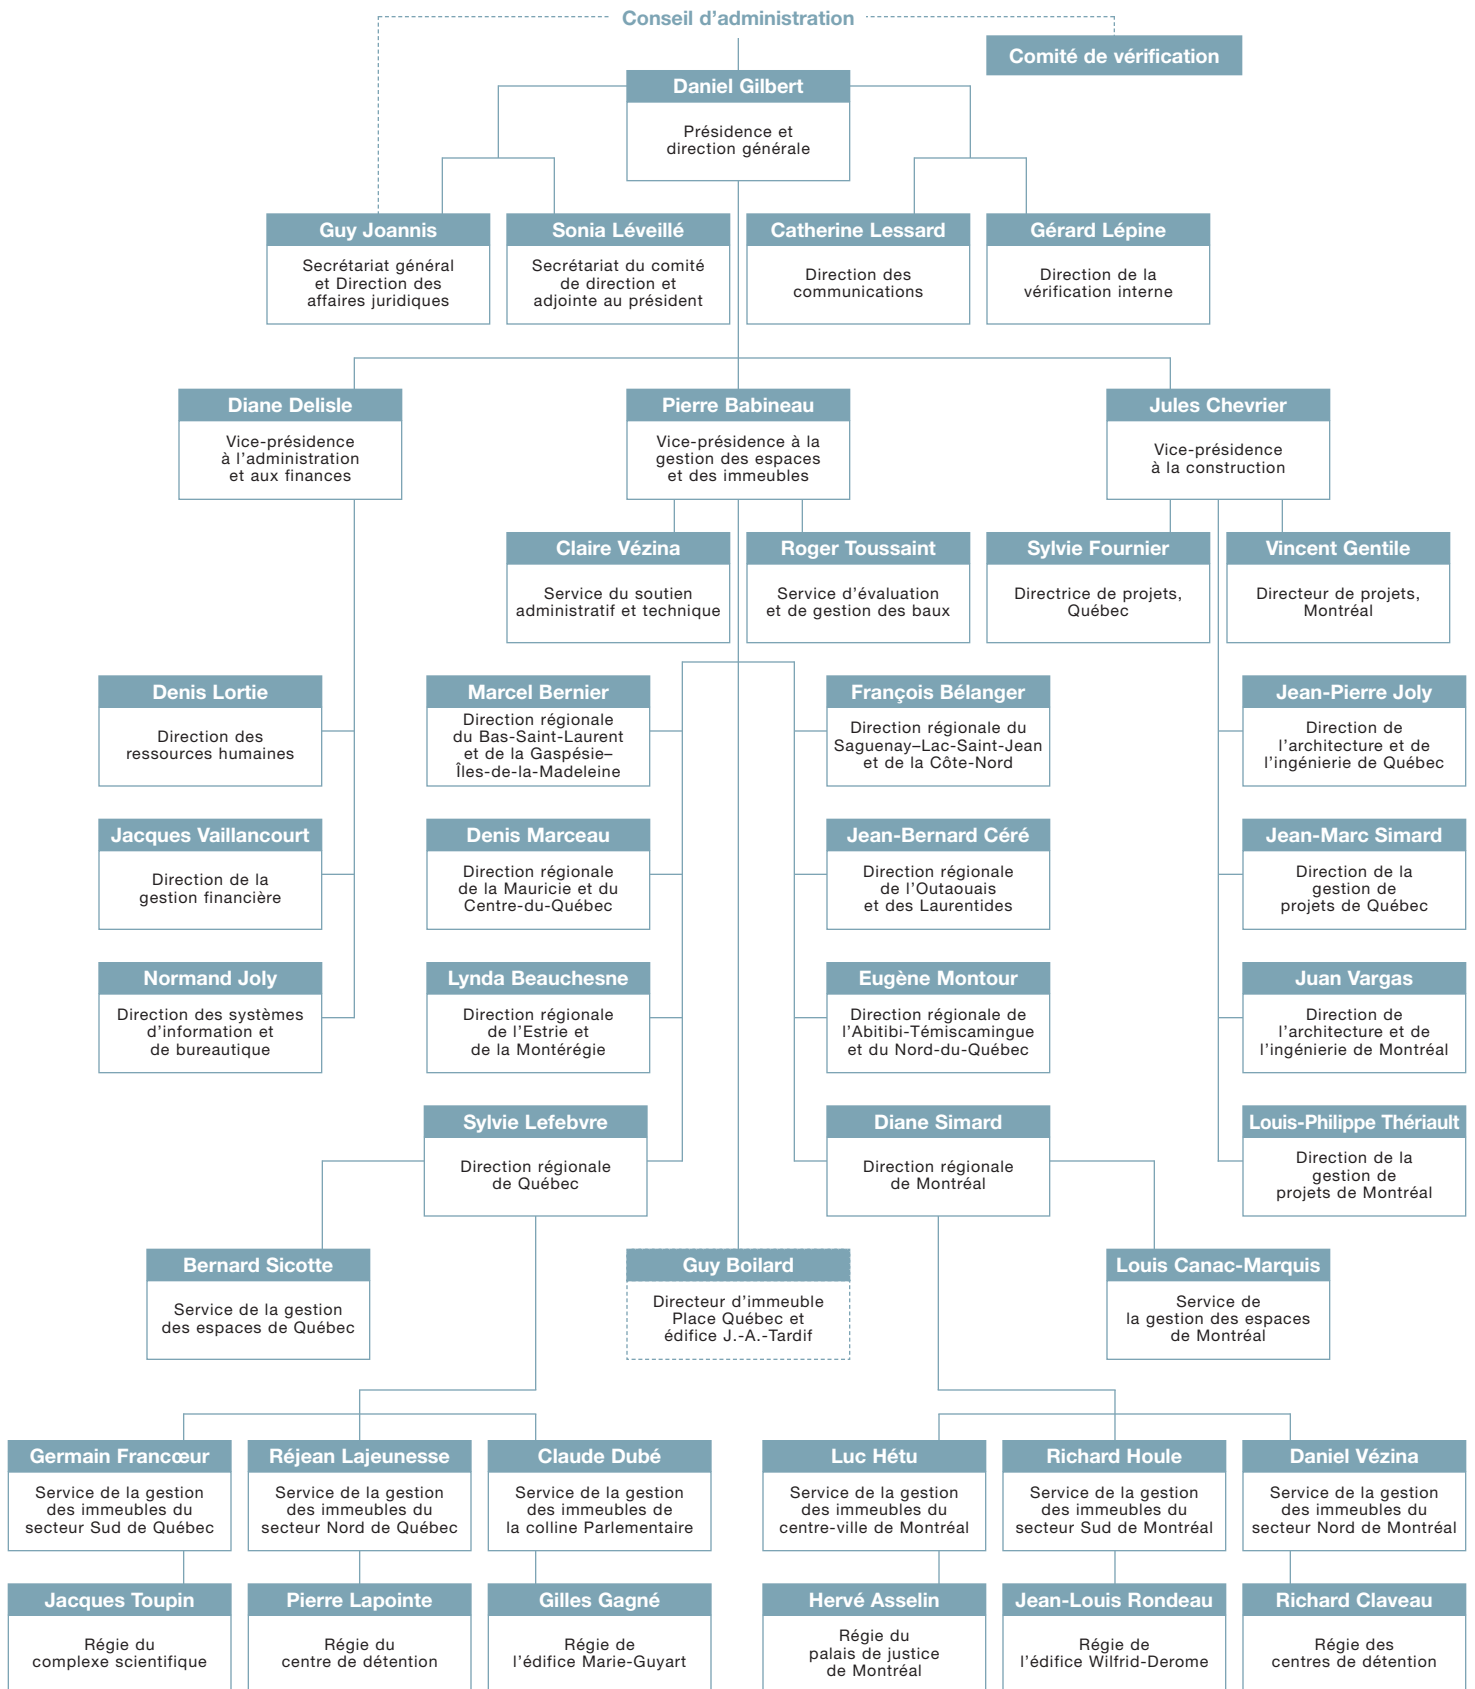 Conseil d’administration
Comité de vérification
Daniel Gilbert
Présidence et
direction générale
Guy Joannis
Secrétariat général
et Direction des
affaires juridiques
Sonia Léveillé
Secrétariat du comité
de direction et
adjointe au président
Catherine Lessard
Direction des
communications
Gérard Lépine
Direction de la
vérification interne
Diane Delisle
Vice-présidence
à l’administration
et aux finances
Pierre Babineau
Vice-présidence à la
gestion des espaces
et des immeubles
Jules Chevrier
Vice-présidence
à la construction
Claire Vézina
Service du soutien
administratif et technique
Roger Toussaint
Service d’évaluation
et de gestion des baux
Sylvie Fournier
Directrice de projets,
Québec
Vincent Gentile
Directeur de projets,
Montréal
Denis Lortie
Direction des
ressources humaines
Marcel Bernier
Direction régionale
du Bas-Saint-Laurent
et de la Gaspésie–
Îles-de-la-Madeleine
François Bélanger
Direction régionale du
Saguenay–Lac-Saint-Jean
et de la Côte-Nord
Jean-Pierre Joly
Direction de
l’architecture et de
l’ingénierie de Québec
Jacques Vaillancourt
Direction de la
gestion financière
Denis Marceau
Direction régionale
de la Mauricie et du
Centre-du-Québec
Jean-Bernard Céré
Direction régionale
de l’Outaouais
et des Laurentides
Jean-Marc Simard
Direction de la
gestion de
projets de Québec
Normand Joly
Direction des systèmes
d’information et
de bureautique
Lynda Beauchesne
Direction régionale
de l’Estrie et
de la Montérégie
Eugène Montour
Direction régionale de
l’Abitibi-Témiscamingue
et du Nord-du-Québec
Juan Vargas
Direction de
l’architecture et de
l’ingénierie de Montréal
Sylvie Lefebvre
Direction régionale
de Québec
Diane Simard
Direction régionale
de Montréal
Louis-Philippe Thériault
Direction de la
gestion de
projets de Montréal
Bernard Sicotte
Service de la gestion
des espaces de Québec
Guy Boilard
Directeur d’immeuble
Place Québec et
édifice J.-A.-Tardif
Louis Canac-Marquis
Service de
la gestion des espaces
de Montréal
Germain Francœur
Service de la gestion
des immeubles du
secteur Sud de Québec
Réjean Lajeunesse
Service de la gestion
des immeubles du
secteur Nord de Québec
Claude Dubé
Service de la gestion
des immeubles de
la colline Parlementaire
Luc Hétu
Service de la gestion
des immeubles du
centre-ville de Montréal
Richard Houle
Service de la gestion
des immeubles du
secteur Sud de Montréal
Daniel Vézina
Service de la gestion
des immeubles du
secteur Nord de Montréal
Jacques Toupin
Régie du
complexe scientifique
Pierre Lapointe
Régie du
centre de détention
Gilles Gagné
Régie de
l’édifice Marie-Guyart
Hervé Asselin
Régie du
palais de justice
de Montréal
Jean-Louis Rondeau
Régie de
l’édifice Wilfrid-Derome
Richard Claveau
Régie des
centres de détention